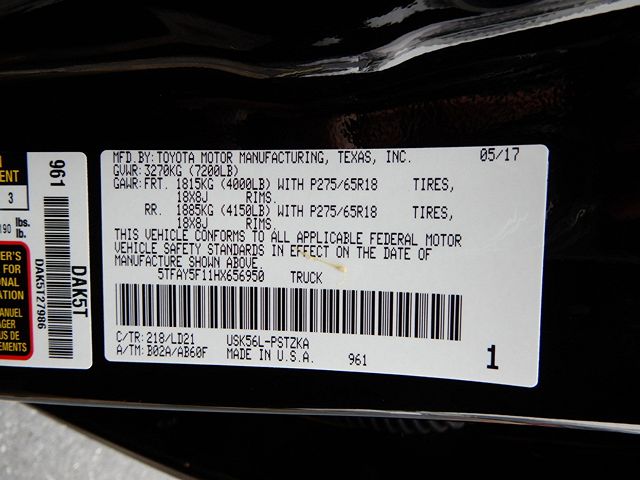 MFD.BY: TOYOTA MOTOR MANUFACTURING, TEXAS, INC. 05/17
GVWR: 3270KG (7200LB)
GAWR: FRT. 1815KG (4000LB) WITH P275/65R18 TIRES,
18X8J RIMS.
RR. 1885KG (4150LB) WITH P275/65R18 TIRES,
18X8J RIMS.
THIS VEHICLE CONFORMS TO ALL APPLICABLE FEDERAL MOTOR
VEHICLE SAFETY STANDARDS IN EFFECT ON THE DATE OF
MANUFACTURE SHOWN ABOVE
5TFAY5F11HX656950 TRUCK
C/TR: 218/LD21 USK56L-PSTZKA
A/TM: B02A/AB60F MADE IN U.S.A. 961
1
961
DAK5T
DAK5T27986
3
lbs.
lb.